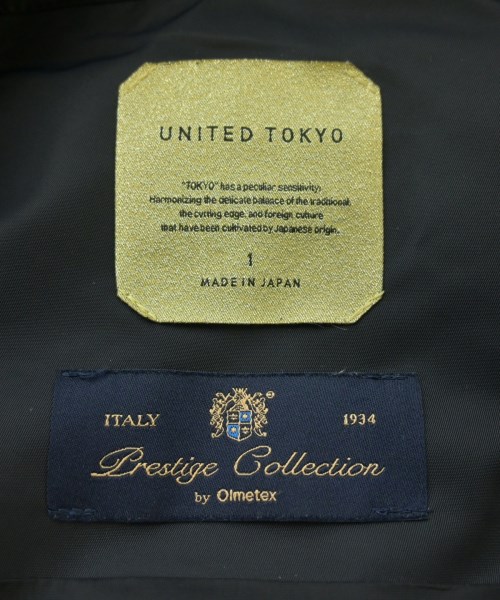 UNITED TOKYO
"TOKYO" has a peculiar sensitivity;
Harmonizing the delicate balance of the traditional,
the cutting edge, and foreign culture
that have been cultivated by Japanese origin.
1
MADE IN JAPAN
ITALY 1934
Prestige Collection
by Olmetex